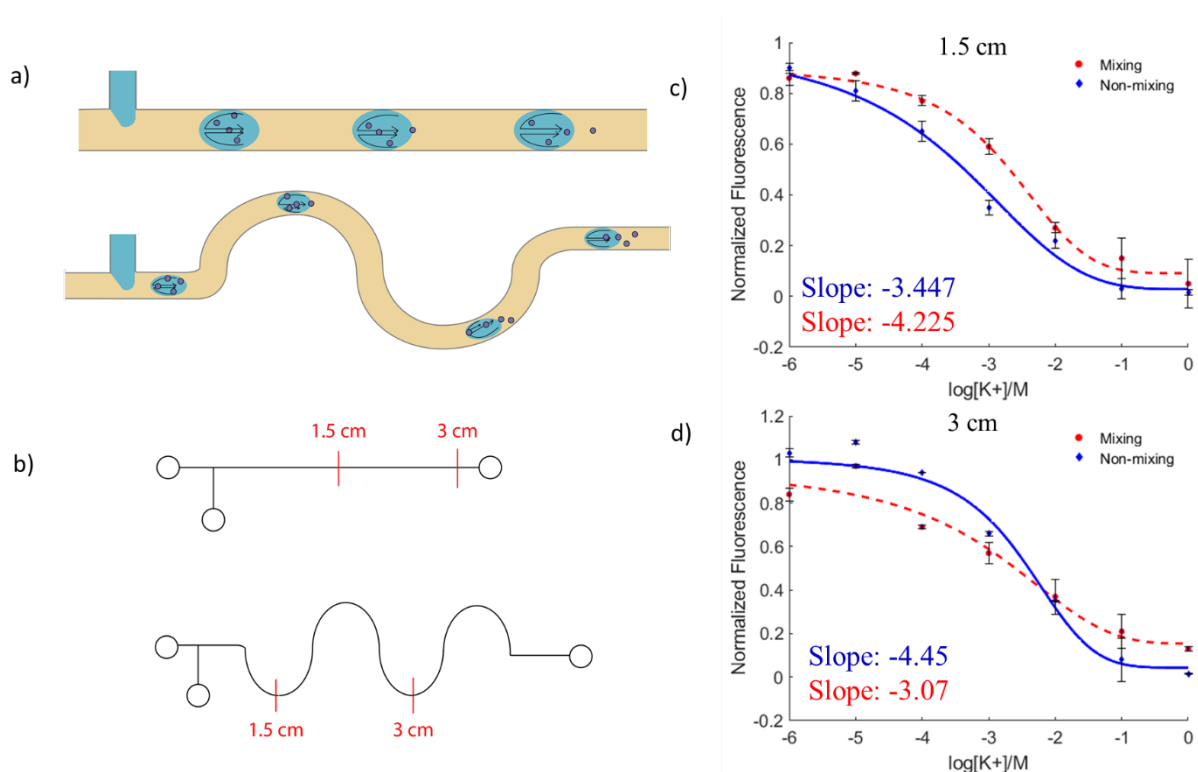 a)
b)
1.5 cm
3 cm
1.5 cm
3 cm
c)
1.5 cm
Mixing
Non-mixing
1
0.8
0.6
0.4
0.2
0
-0.2
Normalized Fluorescence
Slope: -3.447
Slope: -4.225
-6 -5 -4 -3 -2 -1 0
log[K+]/M
d)
3 cm
Mixing
Non-mixing
1.2
1
0.8
0.6
0.4
0.2
0
-0.2
Normalized Fluorescence
Slope: -4.45
Slope: -3.07
-6 -5 -4 -3 -2 -1 0
log[K+]/M